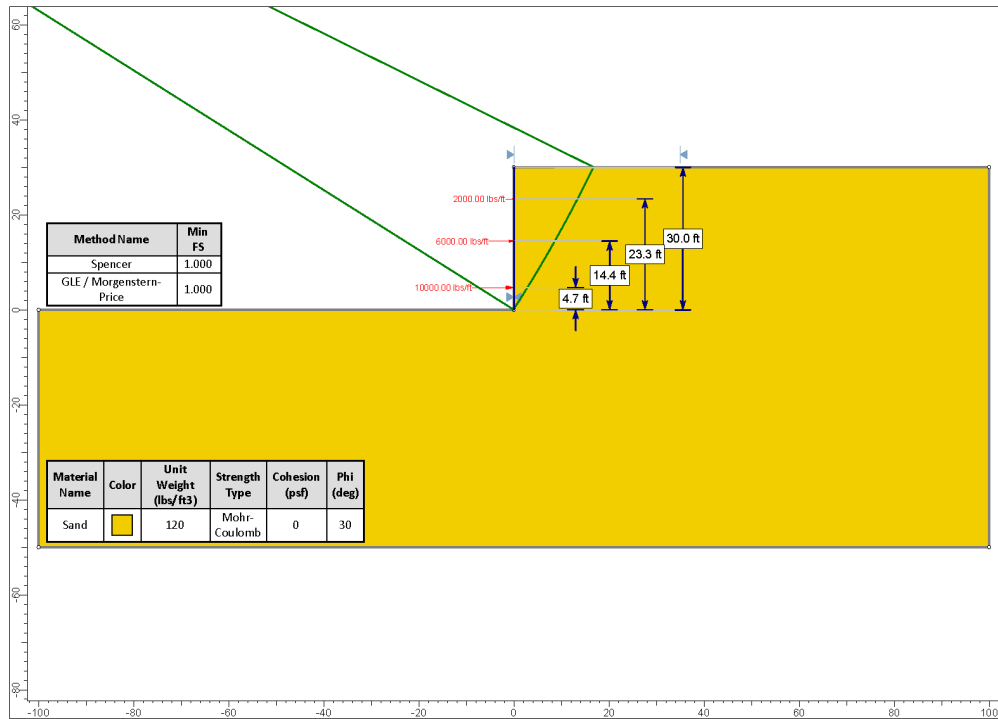 60
40
20
0
-20
-40
-60
-80
2000.00 lbs/ft
6000.00 lbs/ft
10000.00 lbs/ft
30.0 ft
23.3 ft
14.4 ft
4.7 ft
Method Name Min FS
Spencer 1.000
GLE / Morgenstern-Price 1.000
Material Name Color Unit Weight (lbs/ft3) Strength Type Cohesion (psf) Phi (deg)
Sand 120 Mohr-Coulomb 0 30
-100 -80 -60 -40 -20 0 20 40 60 80 100